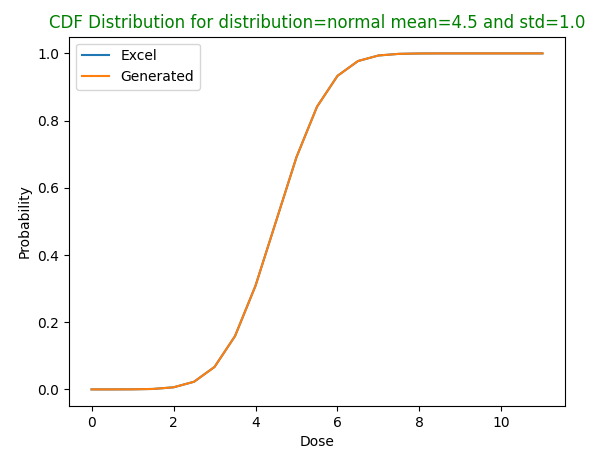 CDF Distribution for distribution=normal mean=4.5 and std=1.0
Excel
Generated
1.0
0.8
0.6
0.4
0.2
0.0
Probability
0 2 4 6 8 10
Dose